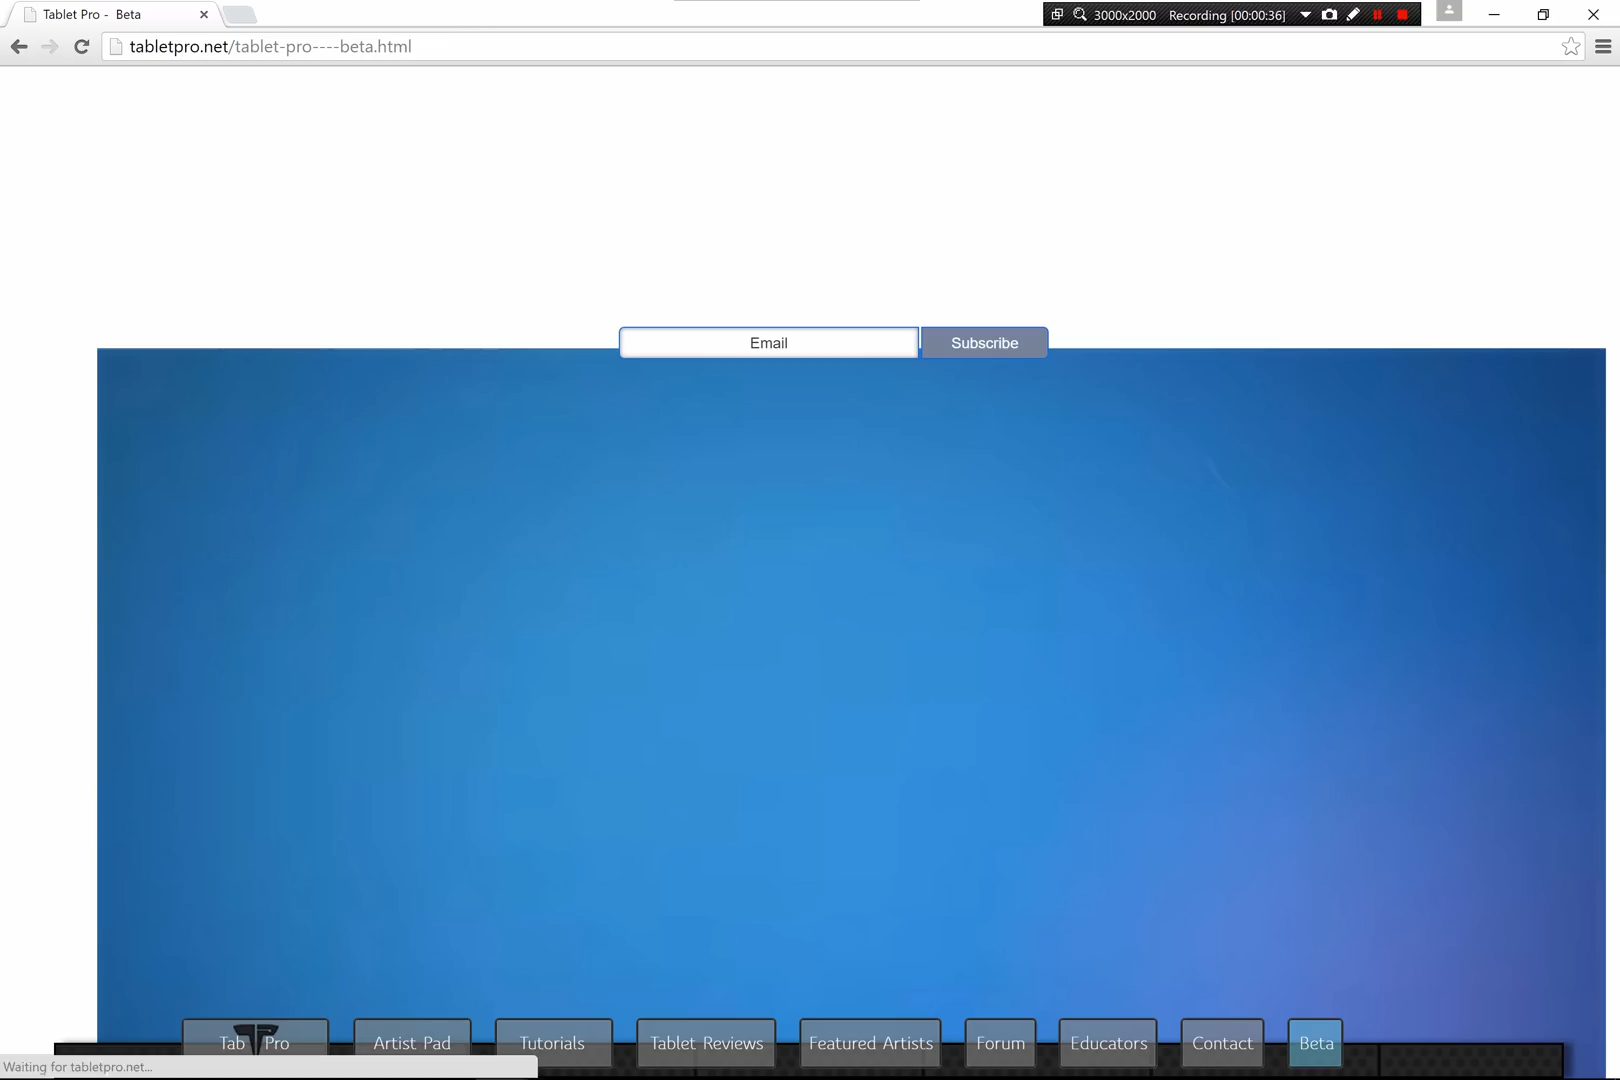 Tablet Pro - Beta
3000x2000 Recording [00:00:36]
tabletpro.net/tablet-pro----beta.html
Email Subscribe
Tab Pro Artist Pad Tutorials Tablet Reviews Featured Artists Forum Educators Contact Beta
Waiting for tabletpro.net...